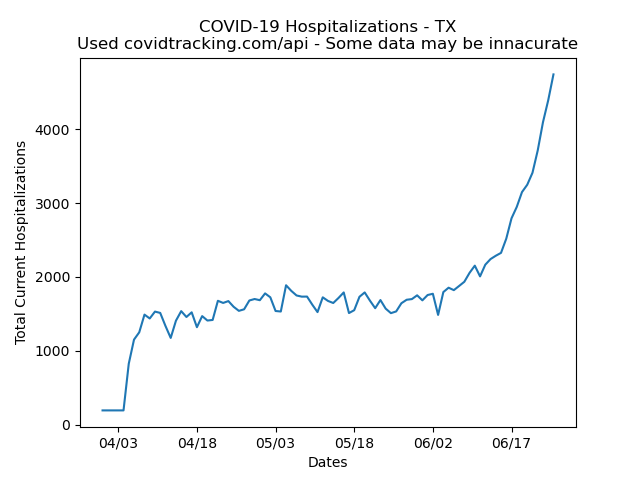 COVID-19 Hospitalizations - TX
Used covidtracking.com/api - Some data may be innacurate
Total Current Hospitalizations
4000
3000
2000
1000
0
04/03 04/18 05/03 05/18 06/02 06/17
Dates